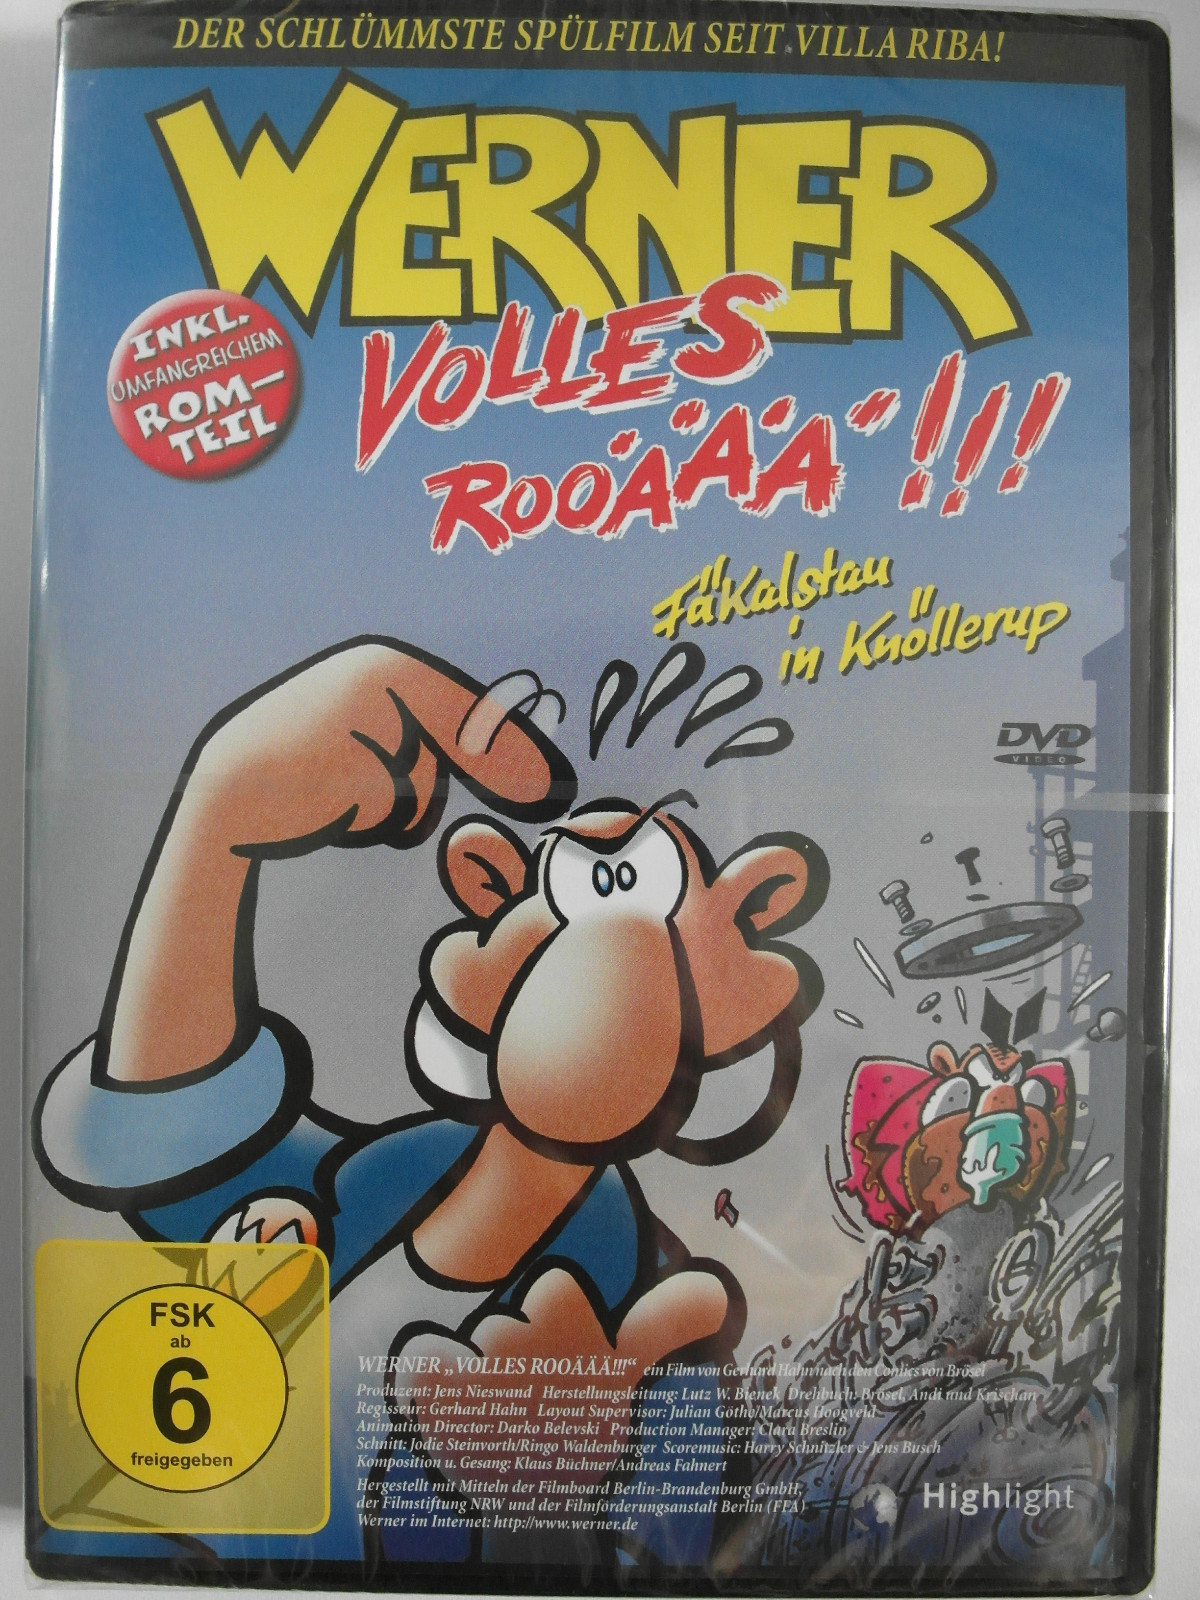 DER SCHLÜMMSTE SPÜLFILM SEIT VILLA RIBA!
WERNER
INKL.
UMFANGREICHEM
ROM-
TEIL
VOLLES
ROOÄÄÄ!!!
Fäkalstau
in Knöllerup
DVD
VIDEO
FSK
ab
6
freigegeben
WERNER „VOLLES ROOÄÄÄ!!!“ ein Film von Gerhard Hahn nach den Comics von Brösel
Produzent: Jens Nieswand Herstellungsleitung: Lutz W. Bienek Drehbuch: Brösel, Andi und Krischan
Regisseur: Gerhard Hahn Layout Supervisor: Julian Göthe/Marcus Hoogveld
Animation Director: Darko Belevski Production Manager: Clara Breslin
Schnitt: Jodie Steinvorth/Ringo Waldenburger Scoremusic: Harry Schnitzler & Jens Busch
Komposition u. Gesang: Klaus Büchner/Andreas Fahnert
Hergestellt mit Mitteln der Filmboard Berlin-Brandenburg GmbH,
der Filmstiftung NRW und der Filmförderungsanstalt Berlin (FFA)
Werner im Internet: http://www.werner.de
Highlight